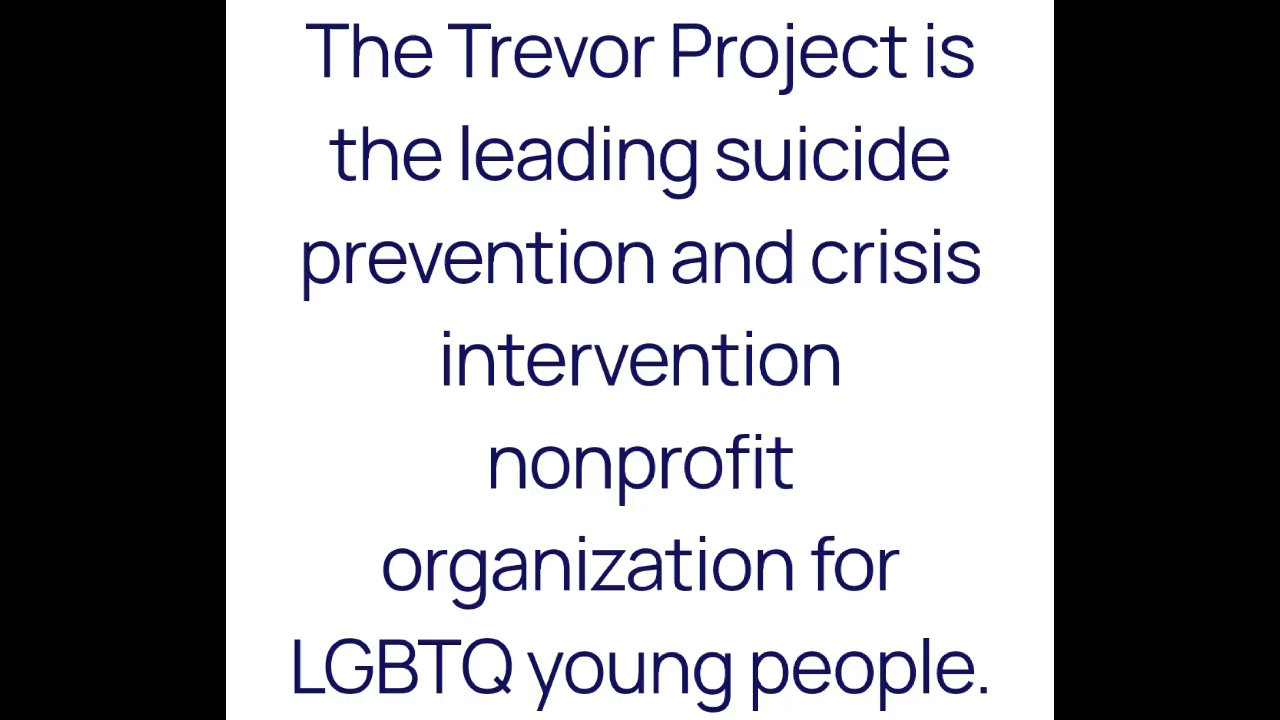 The Trevor Project is
the leading suicide
prevention and crisis
intervention
nonprofit
organization for
LGBTQ young people.